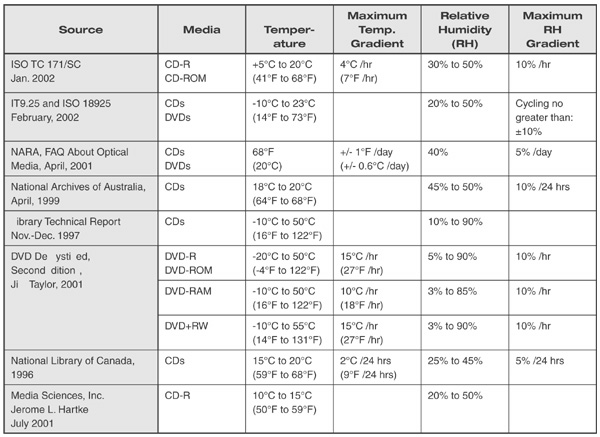 Source
Media
Temper-
ature
Maximum
Temp.
Gradient
Relative
Humidity
(RH)
Maximum
RH
Gradient
ISO TC 171/SC
Jan. 2002
CD-R
CD-ROM
+5°C to 20°C
(41°F to 68°F)
4°C /hr
(7°F /hr)
30% to 50%
10% /hr
IT9.25 and ISO 18925
February, 2002
CDs
DVDs
-10°C to 23°C
(14°F to 73°F)
20% to 50%
Cycling no
greater than:
±10%
NARA, FAQ About Optical
Media, April, 2001
CDs
DVDs
68°F
(20°C)
+/- 1°F /day
(+/- 0.6°C /day)
40%
5% /day
National Archives of Australia,
April, 1999
CDs
18°C to 20°C
(64°F to 68°F)
45% to 50%
10% /24 hrs
ibrary Technical Report
Nov.-Dec. 1997
CDs
-10°C to 50°C
(16°F to 122°F)
10% to 90%
DVD De ysti ed,
Second dition ,
Ji Taylor, 2001
DVD-R
DVD-ROM
-20°C to 50°C
(-4°F to 122°F)
15°C /hr
(27°F /hr)
5% to 90%
10% /hr
DVD-RAM
-10°C to 50°C
(16°F to 122°F)
10°C /hr
(18°F /hr)
3% to 85%
10% /hr
DVD+RW
-10°C to 55°C
(14°F to 131°F)
15°C /hr
(27°F /hr)
3% to 90%
10% /hr
National Library of Canada,
1996
CDs
15°C to 20°C
(59°F to 68°F)
2°C /24 hrs
(9°F /24 hrs)
25% to 45%
5% /24 hrs
Media Sciences, Inc.
Jerome L. Hartke
July 2001
CD-R
10°C to 15°C
(50°F to 59°F)
20% to 50%